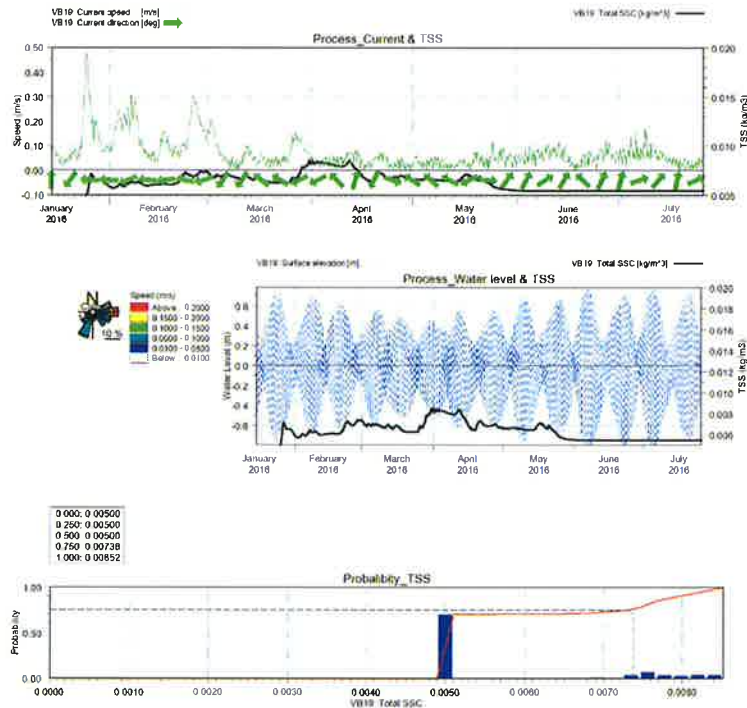 VB19 Current speed [m/s]
VB19 Current direction [deg]
VB19 Total SSC [kg/m^3]
Process_Current & TSS
0.50
0.40
0.30
0.20
0.10
0.00
-0.10
Speed (m/s)
0.020
0.015
0.010
0.005
TSS (kg/m3)
January 2016
February 2016
March 2016
April 2016
May 2016
June 2016
July 2016
VB19 Surface elevation [m]
VB19 Total SSC [kg/m^3]
Process_Water level & TSS
N
10 %
Speed (m/s)
Above 0.2000
0.1500 - 0.2000
0.1000 - 0.1500
0.0500 - 0.1000
0.0100 - 0.0500
Below 0.0100
0.6
0.4
0.2
0.0
-0.2
-0.4
-0.6
Water Level (m)
0.020
0.018
0.016
0.014
0.012
0.010
0.008
0.006
TSS (kg/m3)
January 2016
February 2016
March 2016
April 2016
May 2016
June 2016
July 2016
0.000: 0.00500
0.250: 0.00500
0.500: 0.00500
0.750: 0.00738
1.000: 0.00852
Probalibity_TSS
1.00
0.50
0.00
Probability
0.0000
0.0010
0.0020
0.0030
0.0040
0.0050
0.0060
0.0070
0.0080
VB19: Total SSC